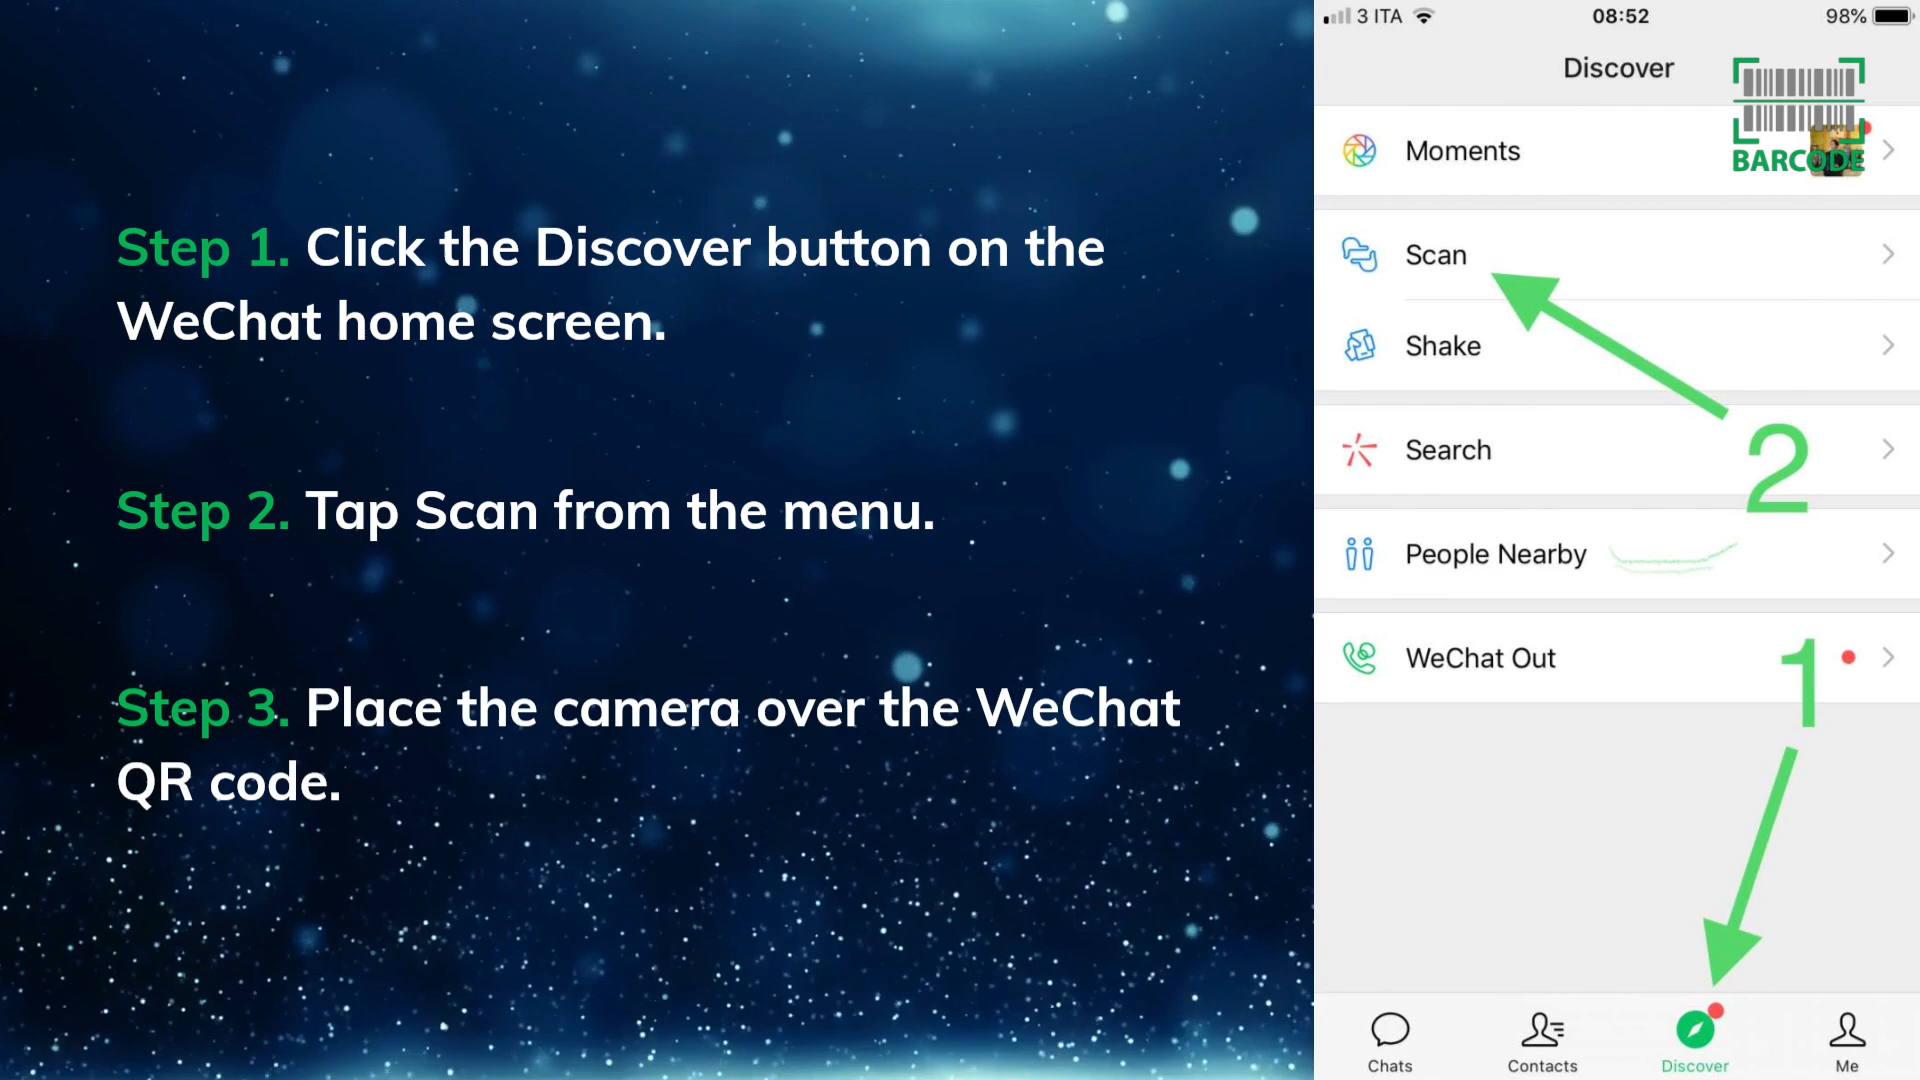 Step 1. Click the Discover button on the
WeChat home screen.
Step 2. Tap Scan from the menu.
Step 3. Place the camera over the WeChat
QR code.
3 ITA
08:52
98%
Discover
BARCODE
Moments
Scan
Shake
2
Search
People Nearby
1
WeChat Out
Chats
Contacts
Discover
Me